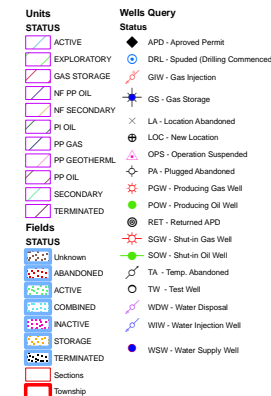 Units
STATUS
ACTIVE
EXPLORATORY
GAS STORAGE
NF PP OIL
NF SECONDARY
PI OIL
PP GAS
PP GEOTHERML
PP OIL
SECONDARY
TERMINATED
Fields
STATUS
Unknown
ABANDONED
ACTIVE
COMBINED
INACTIVE
STORAGE
TERMINATED
Sections
Township
Wells Query
Status
APD - Aproved Permit
DRL - Spuded (Drilling Commenced
GIW - Gas Injection
GS - Gas Storage
LA - Location Abandoned
LOC - New Location
OPS - Operation Suspended
PA - Plugged Abandoned
PGW - Producing Gas Well
POW - Producing Oil Well
RET - Returned APD
SGW - Shut-in Gas Well
SOW - Shut-in Oil Well
TA - Temp. Abandoned
TW - Test Well
WDW - Water Disposal
WIW - Water Injection Well
WSW - Water Supply Well